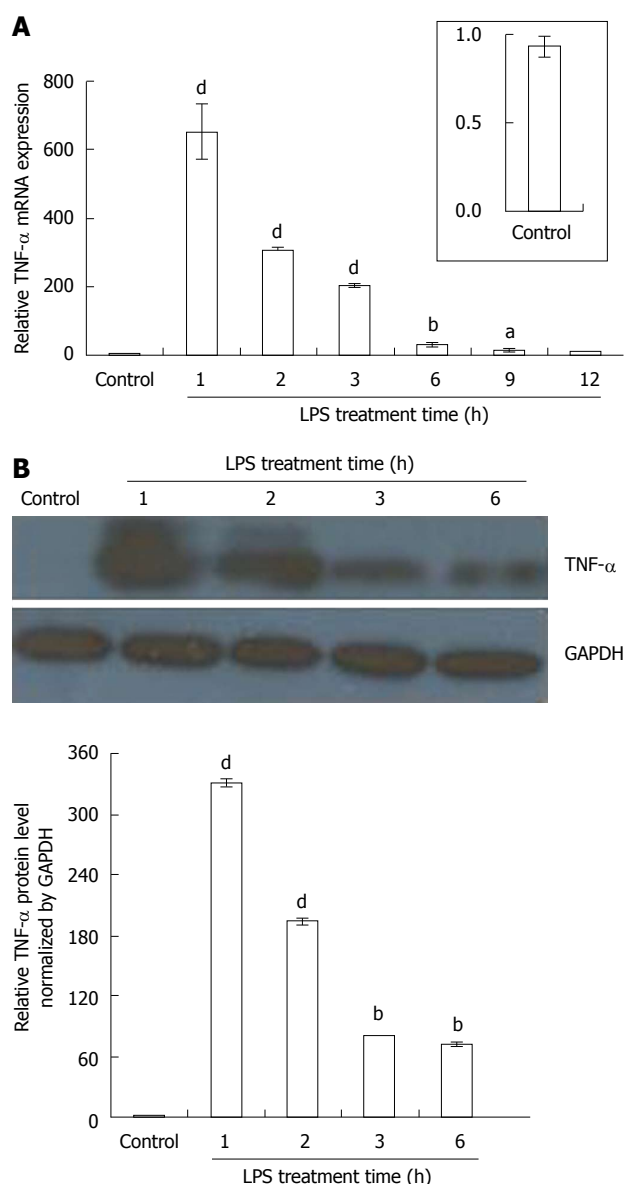 A
Relative TNF-α mRNA expression
800
600
400
200
0
d
d
d
b
a
Control 1 2 3 6 9 12
LPS treatment time (h)
1.0
0.5
0.0
Control
B
LPS treatment time (h)
Control 1 2 3 6
TNF-α
GAPDH
Relative TNF-α protein level
normalized by GAPDH
360
300
240
180
120
60
0
d
d
b
b
Control 1 2 3 6
LPS treatment time (h)